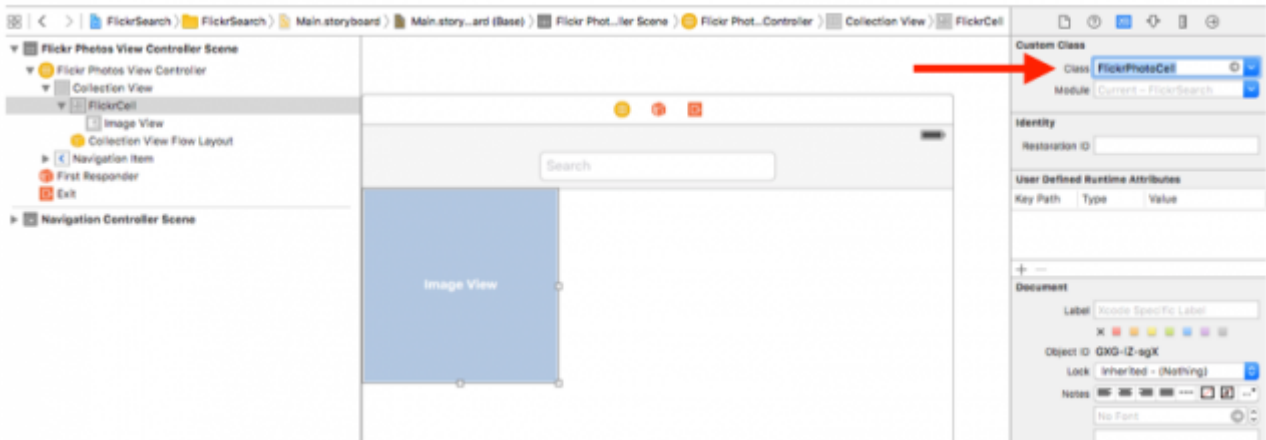 FlickrSearch FlickrSearch Main.storyboard Main.story...ard (Base) Flickr Phot...ller Scene Flickr Phot...Controller Collection View FlickrCell
Flickr Photos View Controller Scene
Flickr Photos View Controller
Collection View
FlickrCell
Image View
Collection View Flow Layout
Navigation Item
First Responder
Exit
Navigation Controller Scene
Search
Image View
Custom Class
Class FlickrPhotoCell
Module Current – FlickrSearch
Identity
Restoration ID
User Defined Runtime Attributes
Key Path Type Value
Document
Label Xcode Specific Label
Object ID GXG-IZ-sgX
Lock Inherited - (Nothing)
Notes
No Font